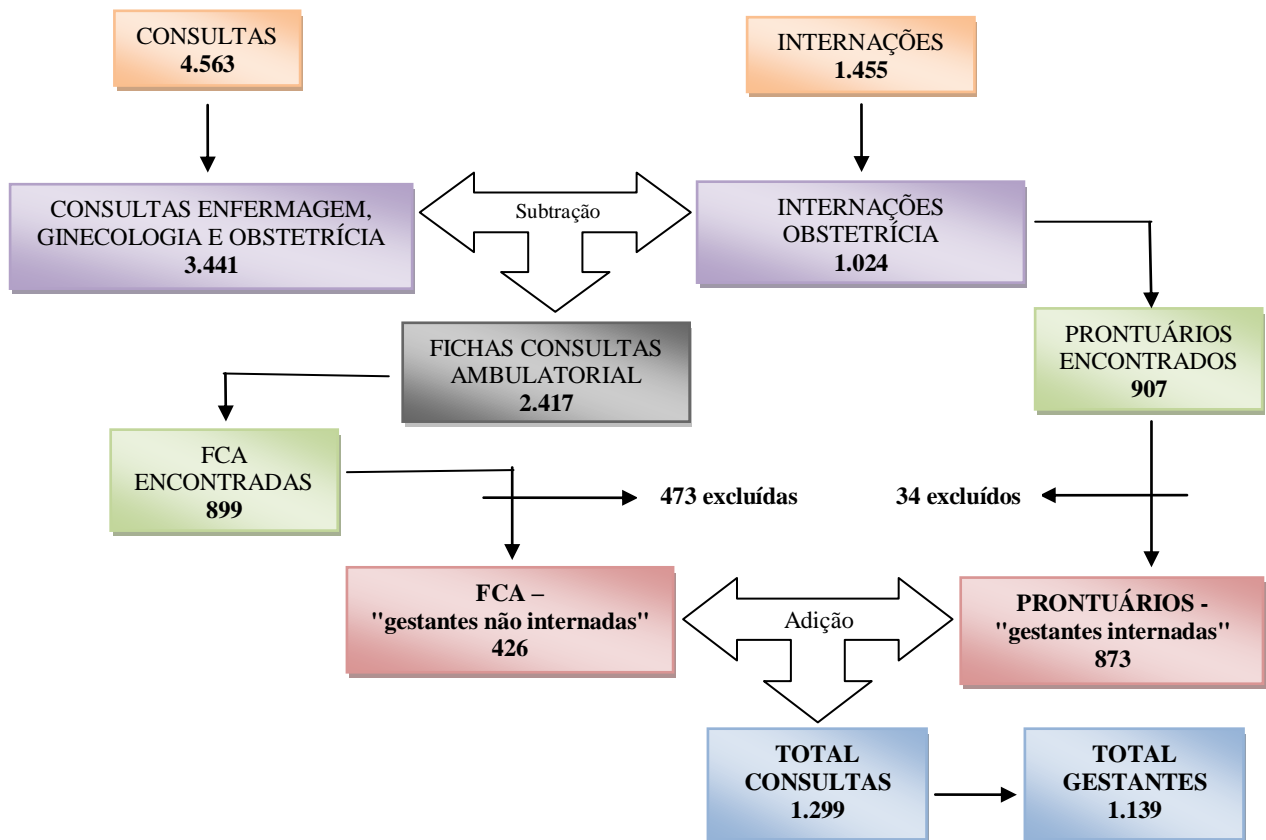 CONSULTAS
4.563
INTERNAÇÕES
1.455
CONSULTAS ENFERMAGEM,
GINECOLOGIA E OBSTETRÍCIA
3.441
Subtração
INTERNAÇÕES
OBSTETRÍCIA
1.024
FICHAS CONSULTAS
AMBULATORIAL
2.417
PRONTUÁRIOS
ENCONTRADOS
907
FCA
ENCONTRADAS
899
473 excluídas
34 excluídos
FCA –
"gestantes não internadas"
426
Adição
PRONTUÁRIOS -
"gestantes internadas"
873
TOTAL
CONSULTAS
1.299
TOTAL
GESTANTES
1.139